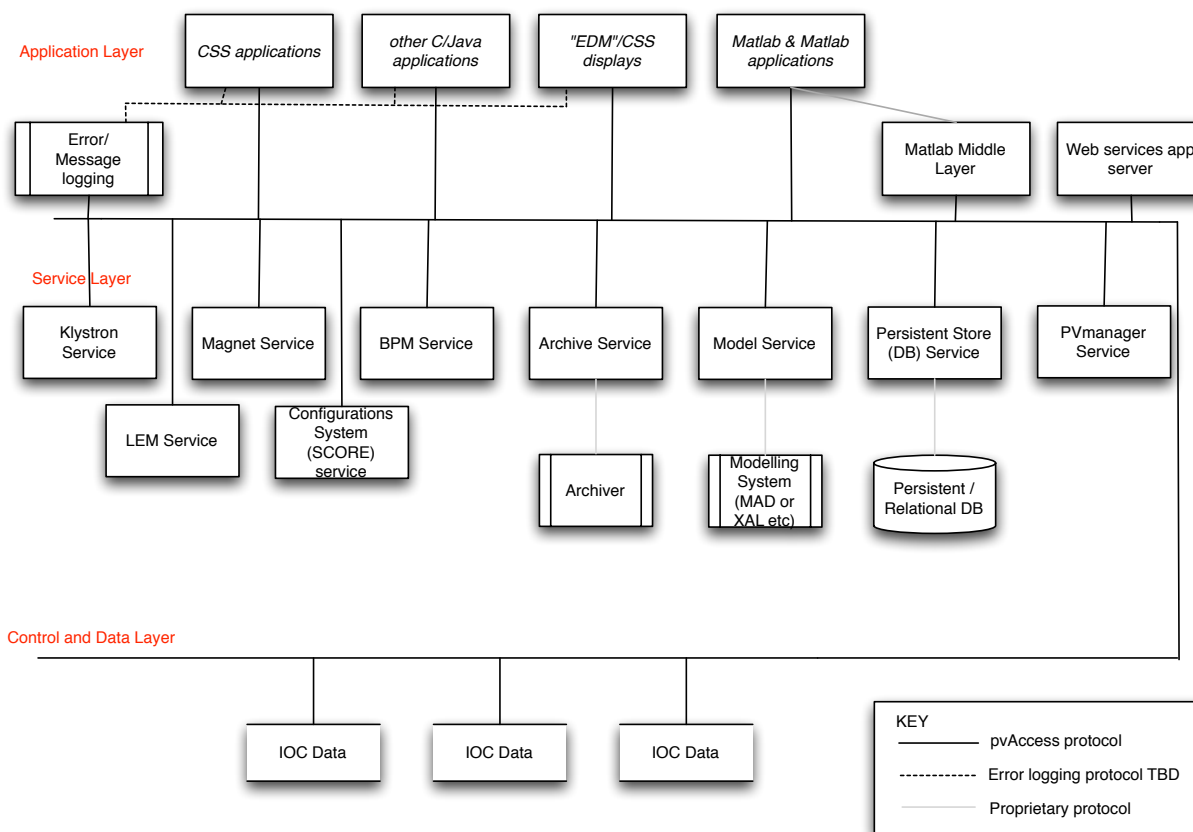 Application Layer
CSS applications
other C/Java
applications
"EDM"/CSS
displays
Matlab & Matlab
applications
Error/
Message
logging
Matlab Middle
Layer
Web services app
server
Service Layer
Klystron
Service
Magnet Service
BPM Service
Archive Service
Model Service
Persistent Store
(DB) Service
PVmanager
Service
LEM Service
Configurations
System
(SCORE)
service
Archiver
Modelling
System
(MAD or
XAL etc)
Persistent /
Relational DB
Control and Data Layer
IOC Data
IOC Data
IOC Data
KEY
pvAccess protocol
Error logging protocol TBD
Proprietary protocol